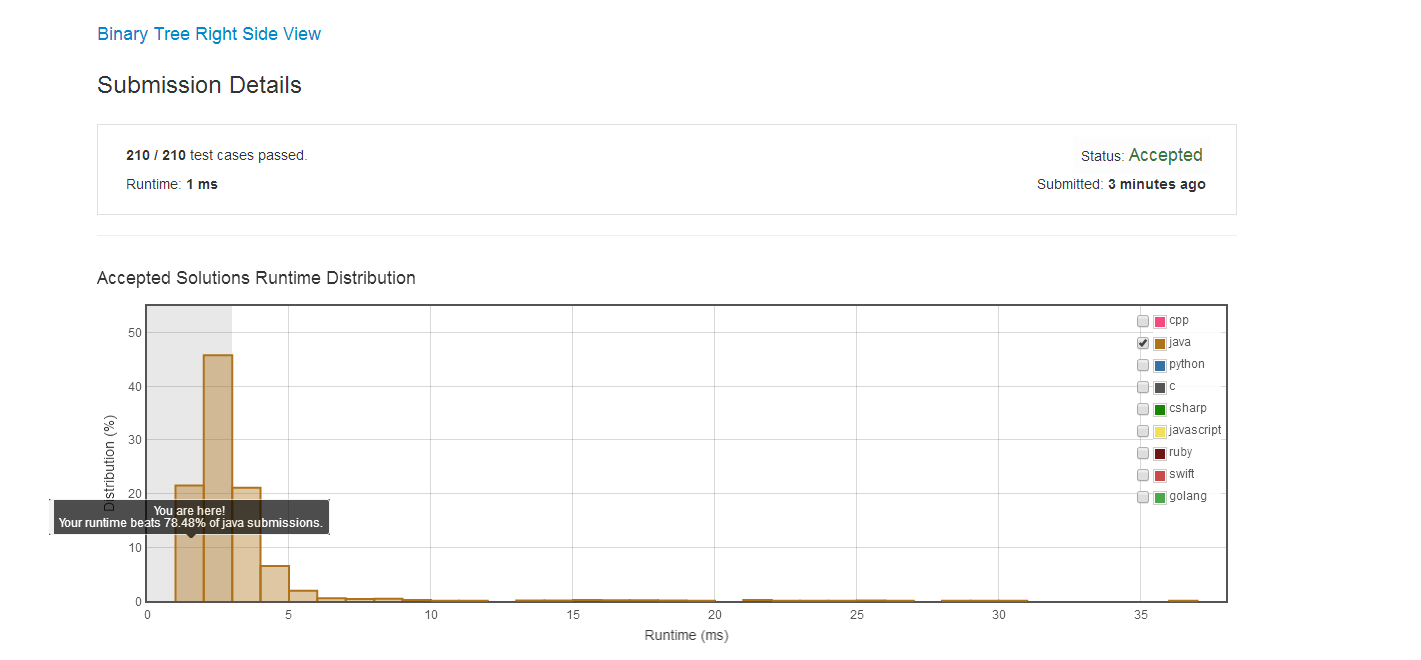 Binary Tree Right Side View
Submission Details
210 / 210 test cases passed.
Status: Accepted
Runtime: 1 ms
Submitted: 3 minutes ago
Accepted Solutions Runtime Distribution
cpp
java
python
c
csharp
javascript
ruby
swift
golang
Distribution (%)
50
40
30
20
10
0
You are here!
Your runtime beats 78.48% of java submissions.
0 5 10 15 20 25 30 35
Runtime (ms)